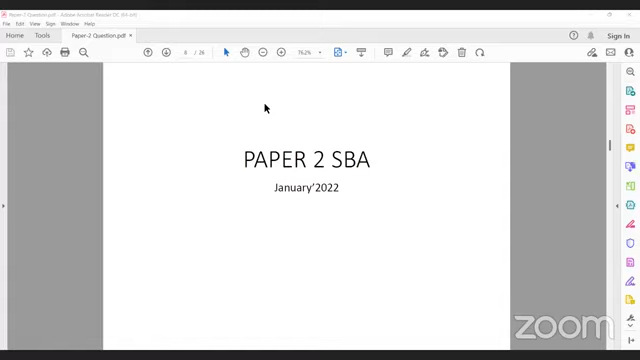 Paper-2 Question.pdf - Adobe Acrobat Reader DC (64-bit)
File Edit View Sign Window Help
Home Tools Paper-2 Question.pdf × Sign In
8 / 26 76.2%
PAPER 2 SBA
January'2022
zoom